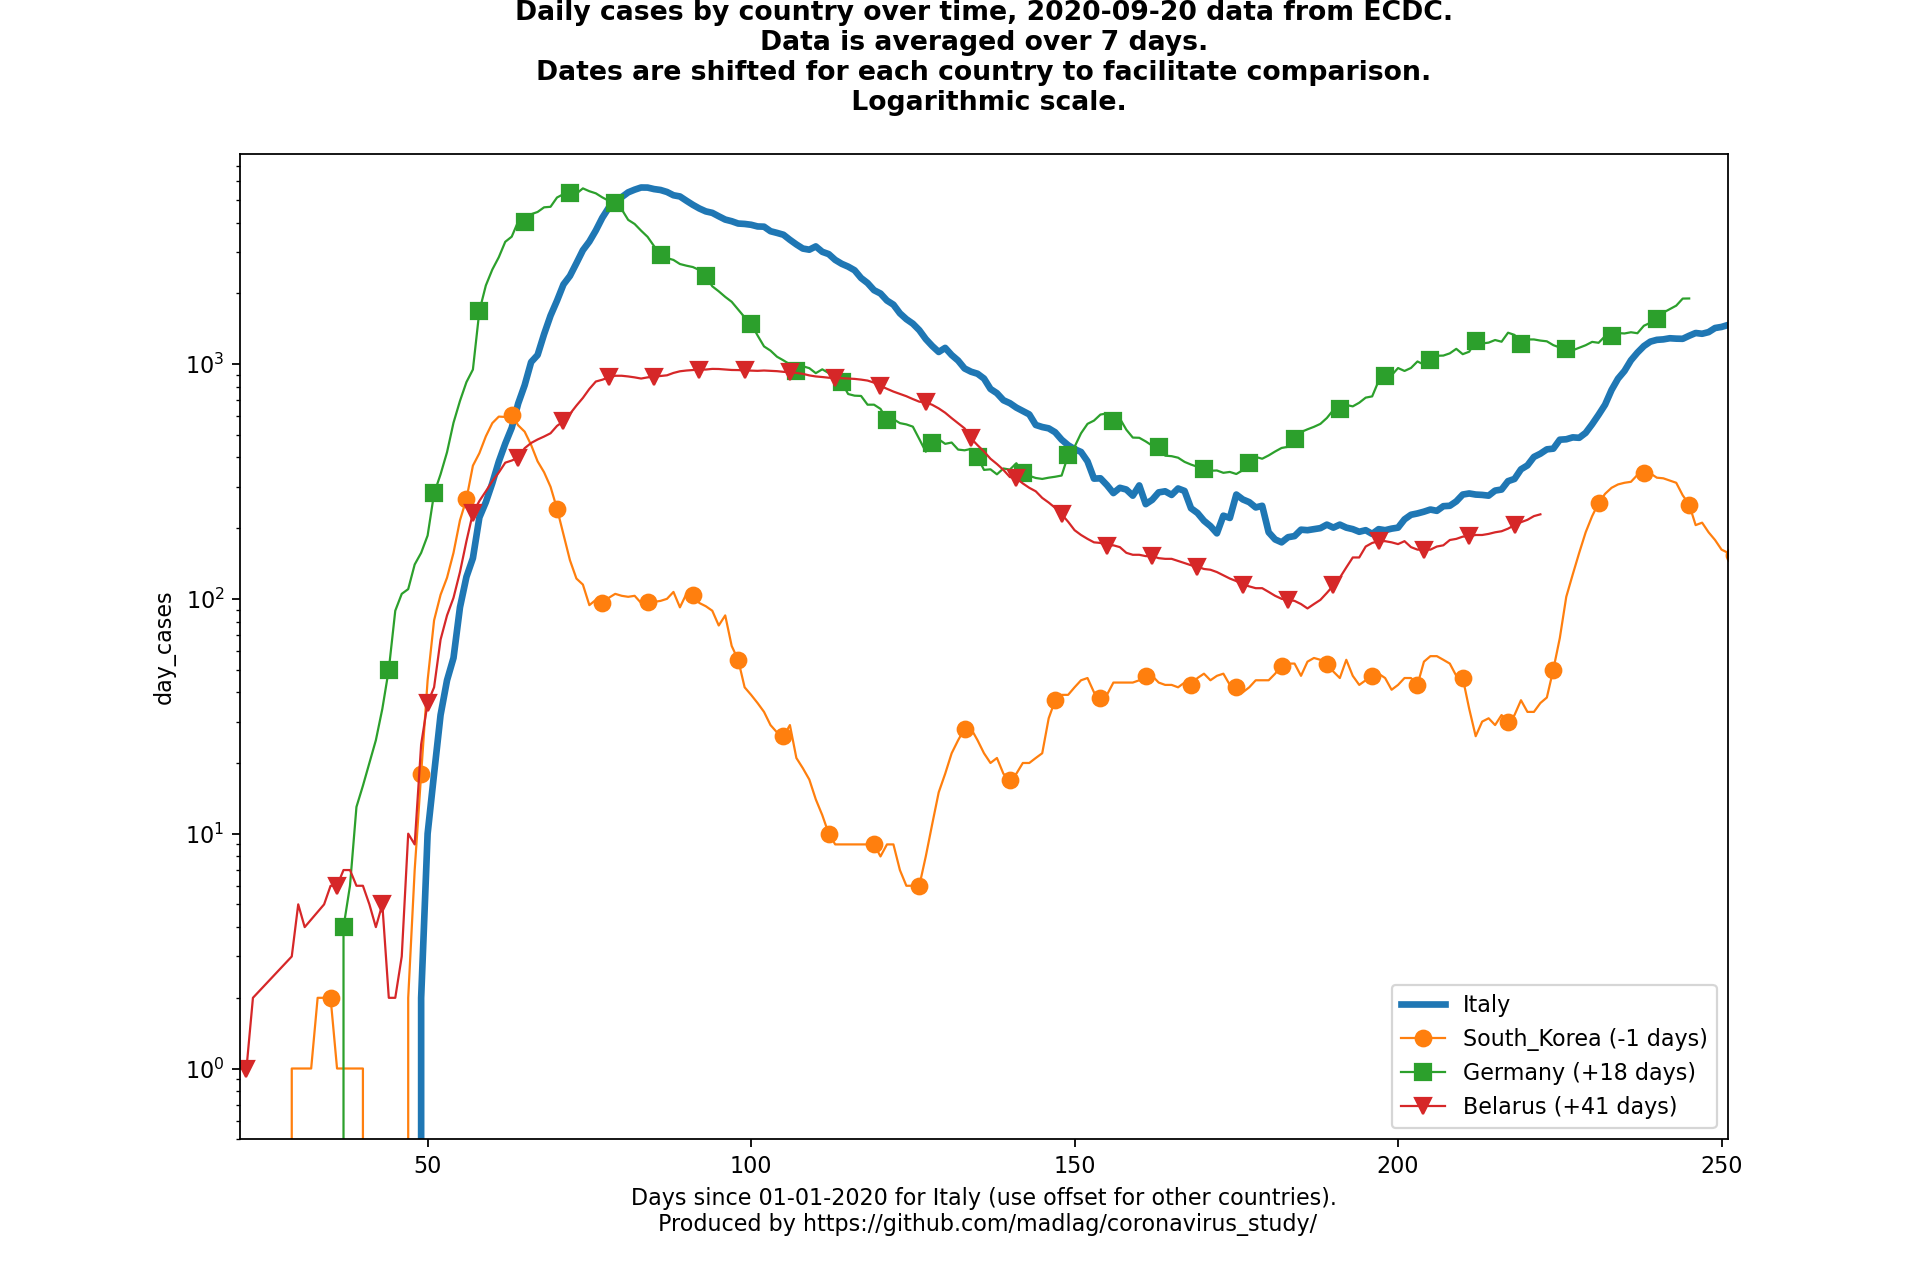 Daily cases by country over time, 2020-09-20 data from ECDC.
Data is averaged over 7 days.
Dates are shifted for each country to facilitate comparison.
Logarithmic scale.
day_cases
10³
10²
10¹
10⁰
Italy
South_Korea (-1 days)
Germany (+18 days)
Belarus (+41 days)
50 100 150 200 250
Days since 01-01-2020 for Italy (use offset for other countries).
Produced by https://github.com/madlag/coronavirus_study/